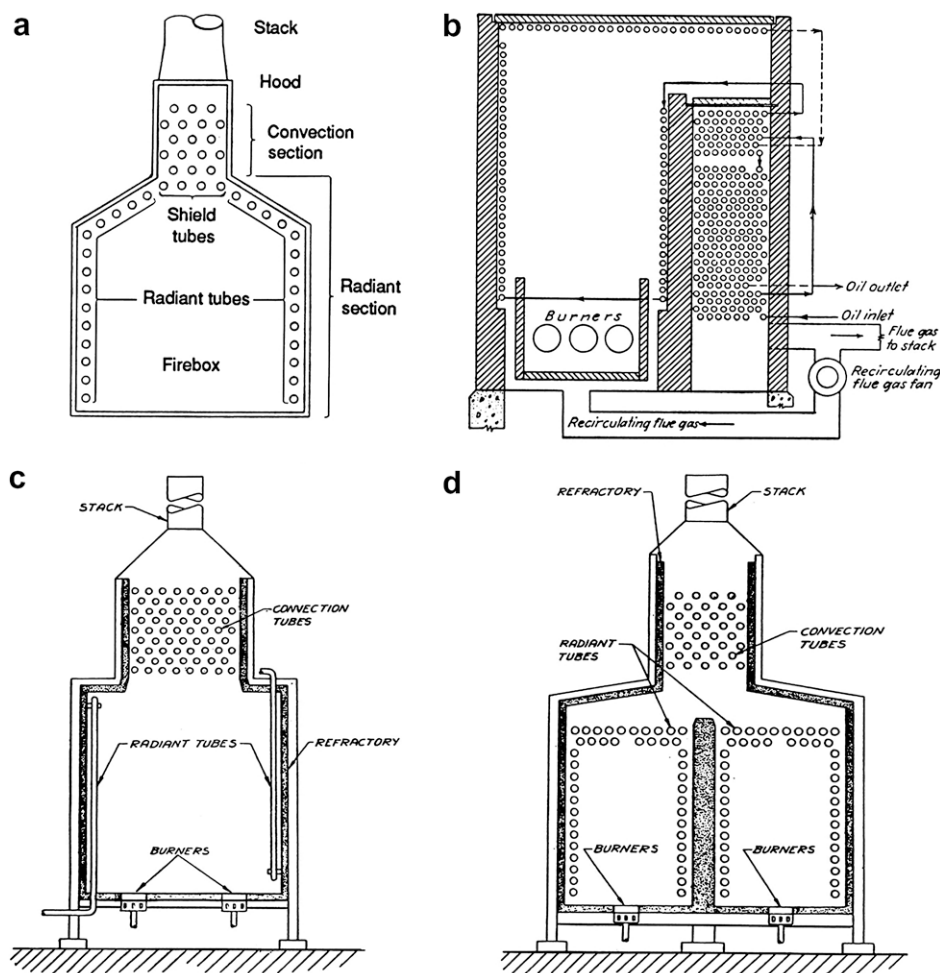 a
Stack
Hood
Convection
section
Shield
tubes
Radiant tubes
Radiant
section
Firebox
b
Burners
Oil outlet
Oil inlet
Flue gas
to stack
Recirculating
flue gas fan
Recirculating flue gas
c
STACK
CONVECTION
TUBES
RADIANT TUBES
REFRACTORY
BURNERS
d
REFRACTORY
STACK
RADIANT
TUBES
CONVECTION
TUBES
BURNERS
BURNERS